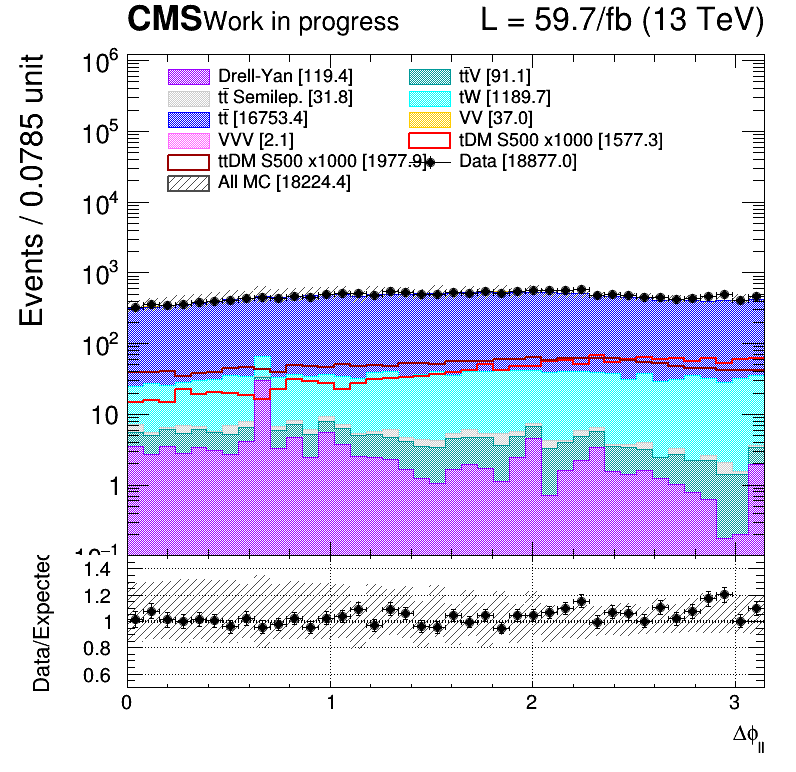 CMS Work in progress L = 59.7/fb (13 TeV)
Events / 0.0785 unit
10⁶
10⁵
10⁴
10³
10²
10
1
10⁻¹
Drell-Yan [119.4]
tt̄V [91.1]
tt̄ Semilep. [31.8]
tW [1189.7]
tt̄ [16753.4]
VV [37.0]
VVV [2.1]
tDM S500 x1000 [1577.3]
ttDM S500 x1000 [1977.9]
Data [18877.0]
All MC [18224.4]
Data/Expected
1.4
1.2
1
0.8
0.6
0 1 2 3
Δϕ_ll